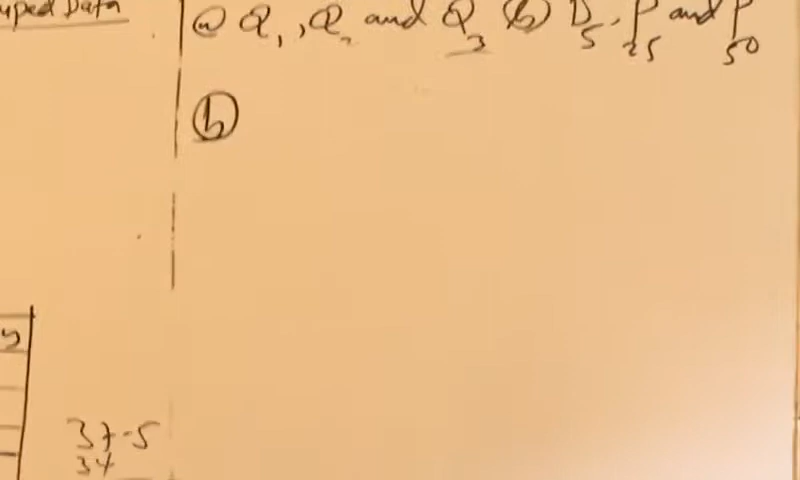 uped Data
(a) Q1, Q2 and Q3 (b) D5, P25 and P50
(b)
y
37.5
34